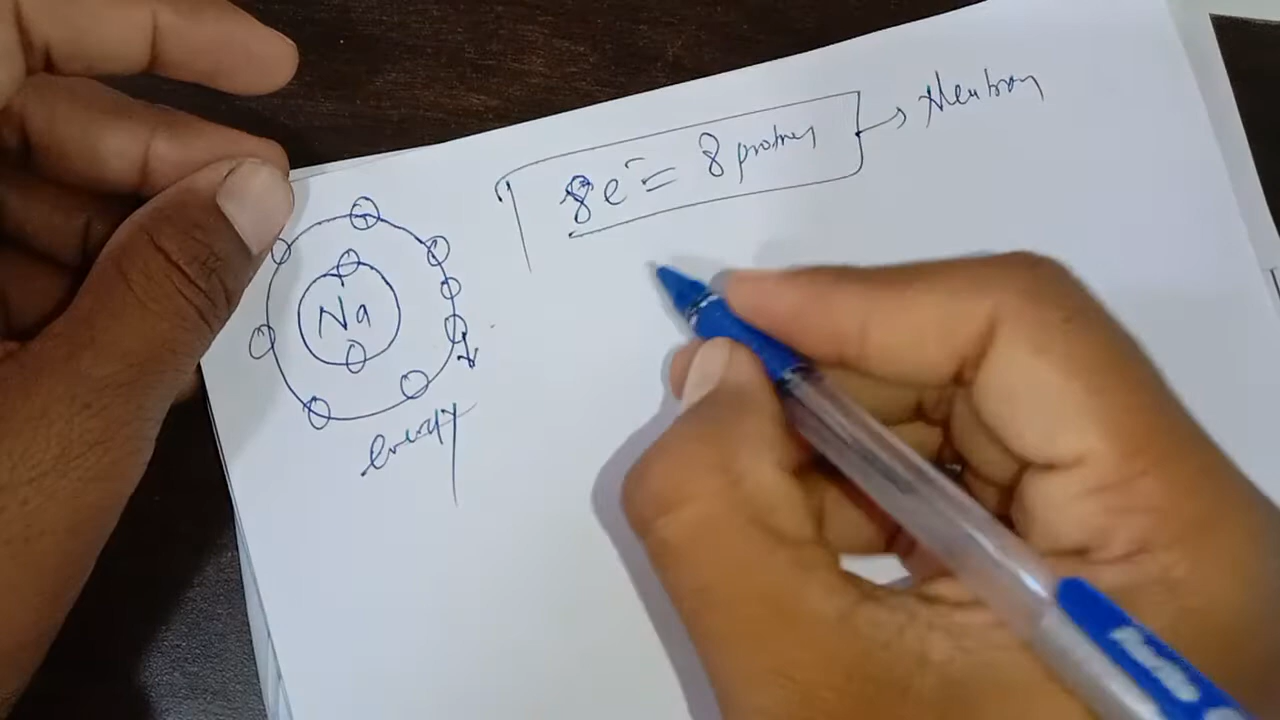 8e⁻ = 8 protons → Neutron
Na
energy